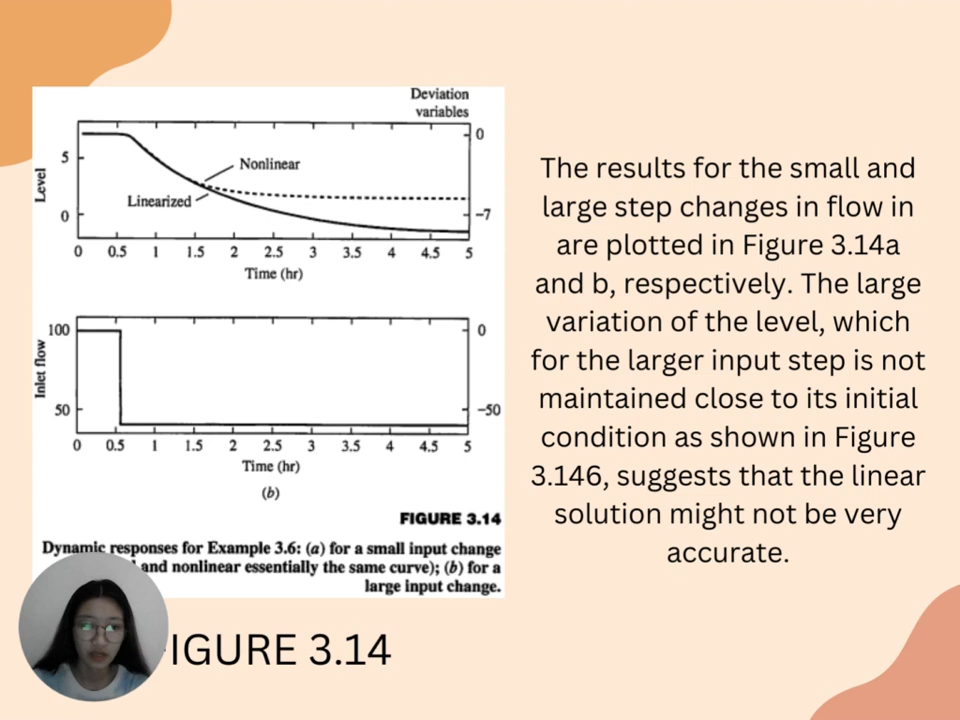 Deviation
variables
0
5
Nonlinear
Level
Linearized
0
−7
0 0.5 1 1.5 2 2.5 3 3.5 4 4.5 5
Time (hr)
100
0
Inlet flow
50
−50
0 0.5 1 1.5 2 2.5 3 3.5 4 4.5 5
Time (hr)
(b)
FIGURE 3.14
Dynamic responses for Example 3.6: (a) for a small input change
and nonlinear essentially the same curve); (b) for a
large input change.
IGURE 3.14
The results for the small and
large step changes in flow in
are plotted in Figure 3.14a
and b, respectively. The large
variation of the level, which
for the larger input step is not
maintained close to its initial
condition as shown in Figure
3.146, suggests that the linear
solution might not be very
accurate.